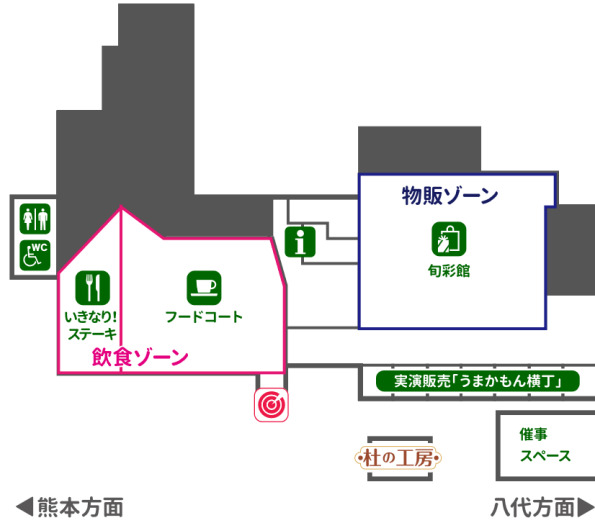 物販ゾーン
旬彩館
WC
いきなり!
ステーキ
フードコート
飲食ゾーン
実演販売「うまかもん横丁」
杜の工房
催事
スペース
◀熊本方面
八代方面▶